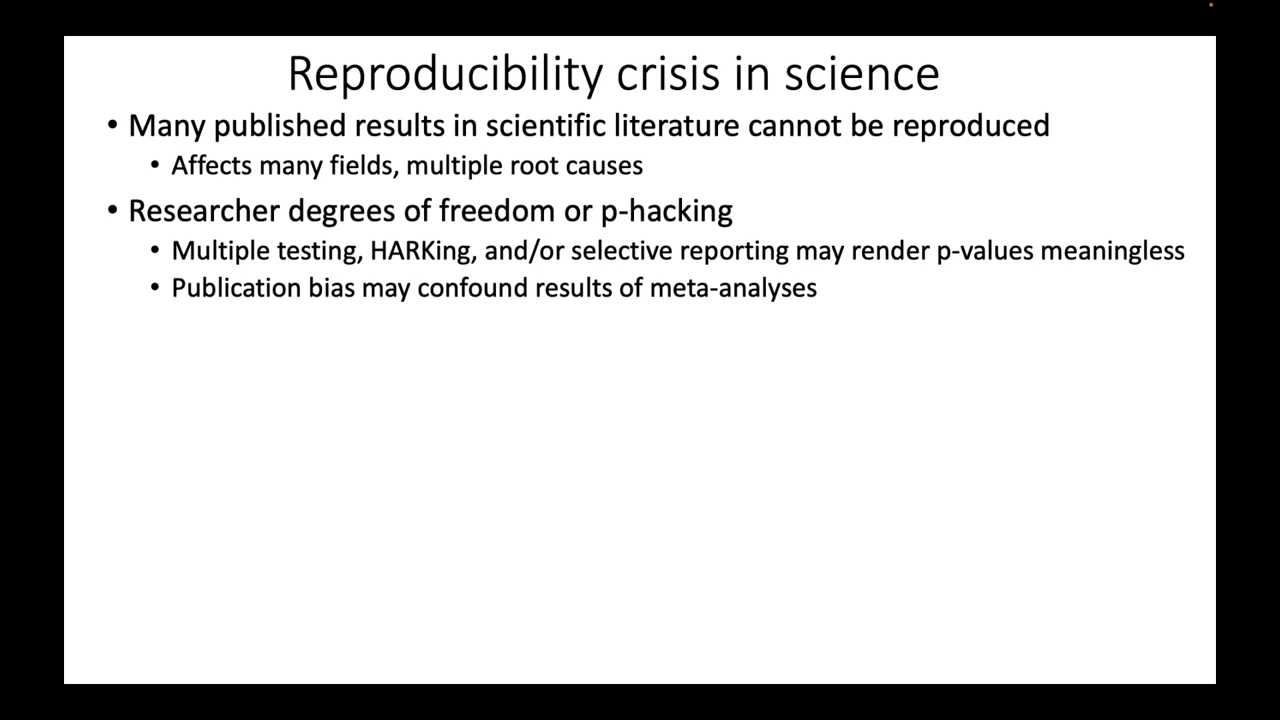 Reproducibility crisis in science
• Many published results in scientific literature cannot be reproduced
• Affects many fields, multiple root causes
• Researcher degrees of freedom or p-hacking
• Multiple testing, HARKing, and/or selective reporting may render p-values meaningless
• Publication bias may confound results of meta-analyses